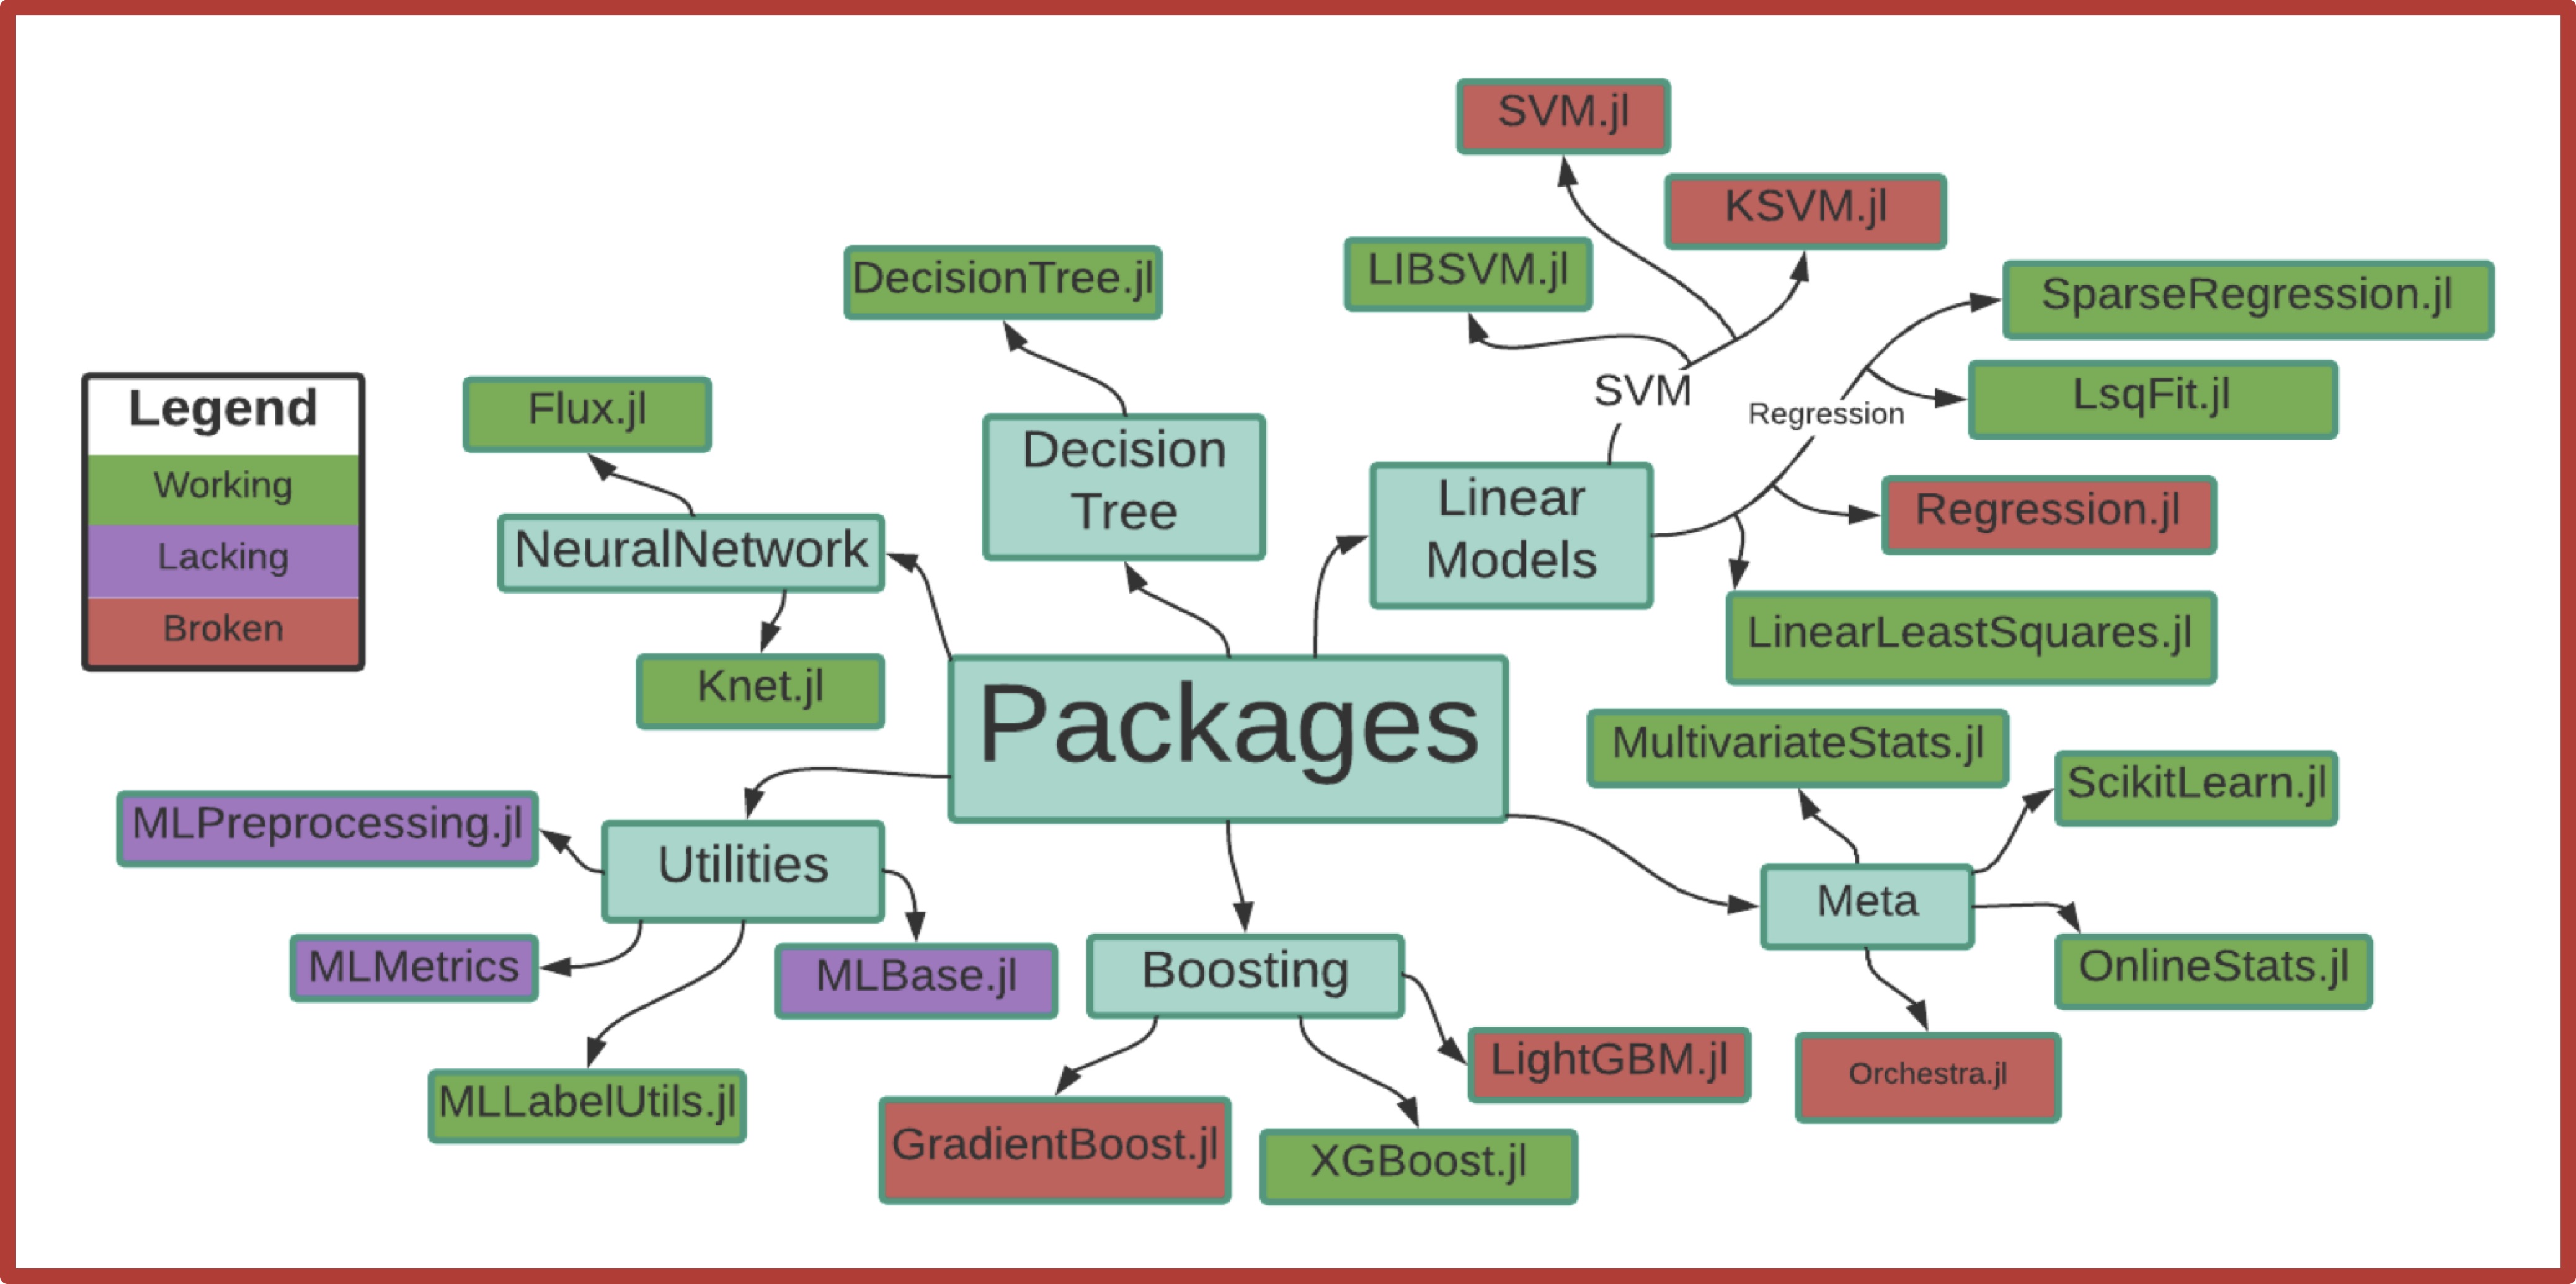 SVM.jl
KSVM.jl
LIBSVM.jl
DecisionTree.jl
SparseRegression.jl
LsqFit.jl
SVM
Regression
Legend
Working
Lacking
Broken
Flux.jl
Decision
Tree
Linear
Models
Regression.jl
NeuralNetwork
LinearLeastSquares.jl
Knet.jl
Packages
MultivariateStats.jl
ScikitLearn.jl
MLPreprocessing.jl
Utilities
Meta
MLMetrics
MLBase.jl
Boosting
OnlineStats.jl
LightGBM.jl
Orchestra.jl
MLLabelUtils.jl
GradientBoost.jl
XGBoost.jl